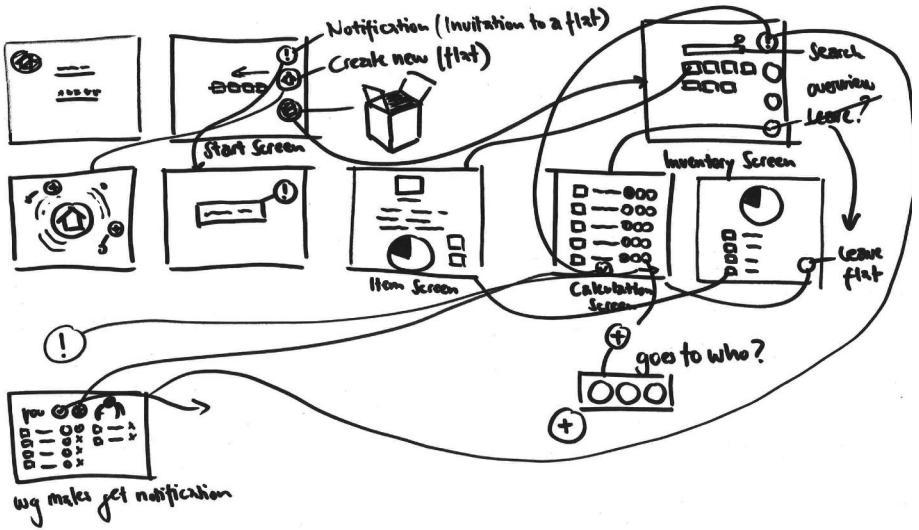 Notification (Invitation to a flat)
Create new (flat)
Start Screen
Search
overview
Leave?
Inventory Screen
Item Screen
Calculation
Screen
Leave
flat
goes to who?
you
wg mates get notification